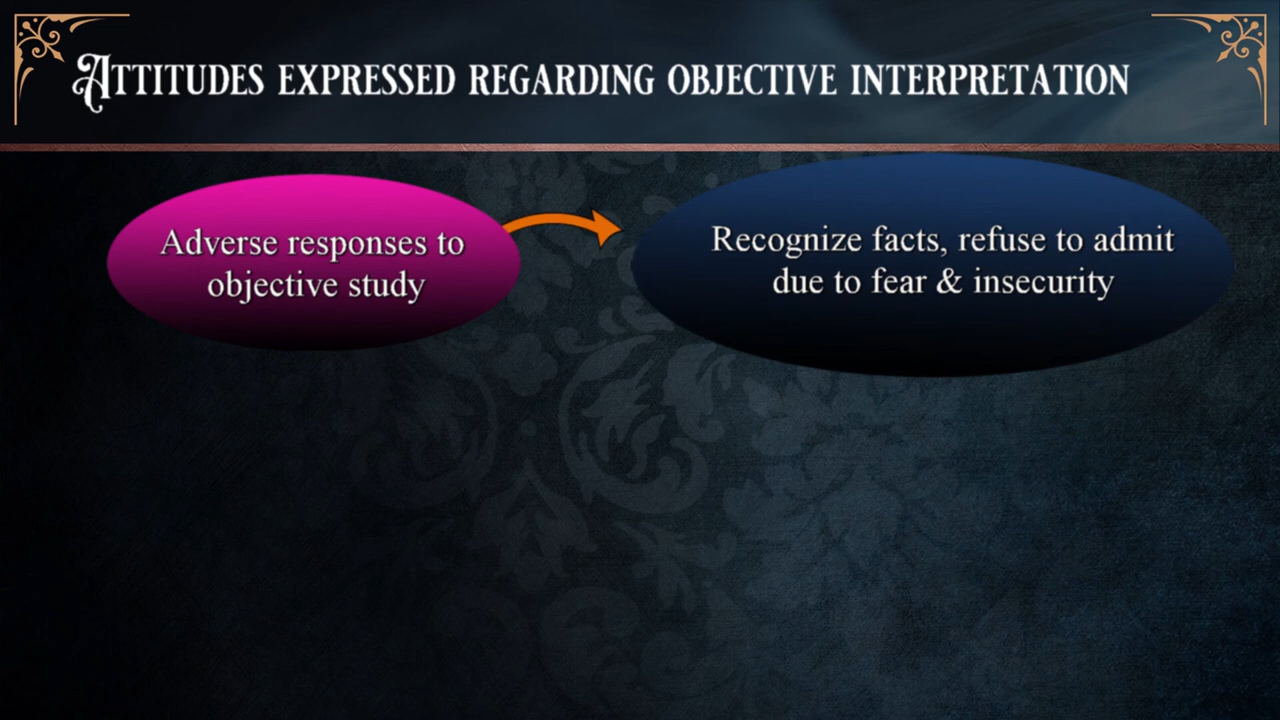 Attitudes expressed regarding objective interpretation
Adverse responses to
objective study
Recognize facts, refuse to admit
due to fear & insecurity